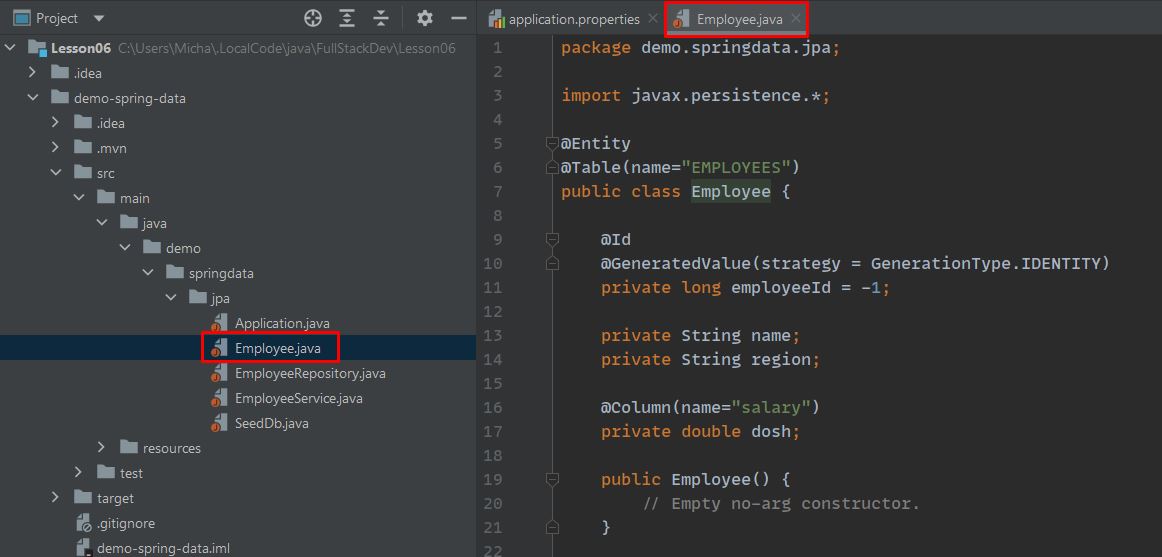 Project
Lesson06 C:\Users\Micha\.LocalCode\java\FullStackDev\Lesson06
.idea
demo-spring-data
.idea
.mvn
src
main
java
demo
springdata
jpa
Application.java
Employee.java
EmployeeRepository.java
EmployeeService.java
SeedDb.java
resources
test
target
.gitignore
demo-spring-data.iml
application.properties
Employee.java
1 package demo.springdata.jpa;
2
3 import javax.persistence.*;
4
5 @Entity
6 @Table(name="EMPLOYEES")
7 public class Employee {
8
9 @Id
10 @GeneratedValue(strategy = GenerationType.IDENTITY)
11 private long employeeId = -1;
12
13 private String name;
14 private String region;
15
16 @Column(name="salary")
17 private double dosh;
18
19 public Employee() {
20 // Empty no-arg constructor.
21 }
22